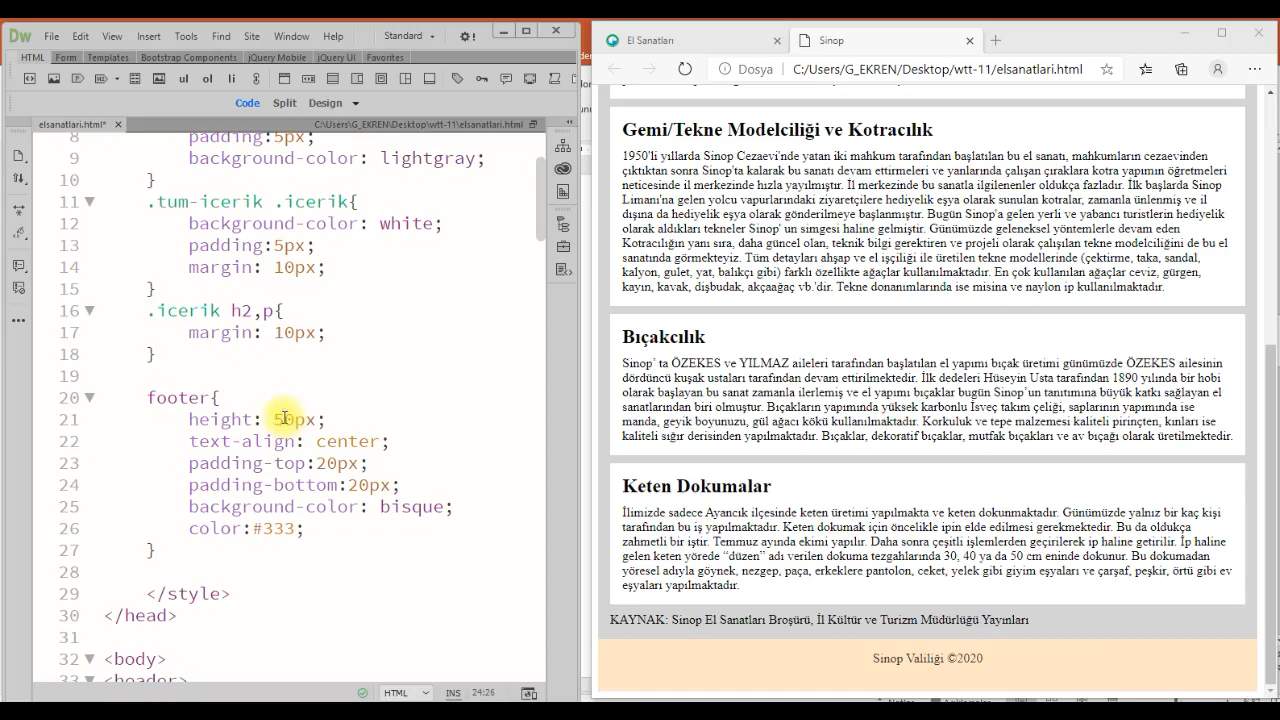 Dw File Edit View Insert Tools Find Site Window Help Standard
HTML Form Templates Bootstrap Components jQuery Mobile jQuery UI Favorites
ul ol li
Code Split Design
elsanatlari.html* C:\Users\G_EKREN\Desktop\wtt-11\elsanatlari.html
8 padding:5px;
9 background-color: lightgray;
10 }
11 .tum-icerik .icerik{
12 background-color: white;
13 padding:5px;
14 margin: 10px;
15 }
16 .icerik h2,p{
17 margin: 10px;
18 }
19
20 footer{
21 height: 50px;
22 text-align: center;
23 padding-top:20px;
24 padding-bottom:20px;
25 background-color: bisque;
26 color:#333;
27 }
28
29 </style>
30 </head>
31
32 <body>
33 <header>
HTML INS 24:26
El Sanatları
Sinop
Dosya C:/Users/G_EKREN/Desktop/wtt-11/elsanatlari.html
Gemi/Tekne Modelciliği ve Kotracılık
1950'li yıllarda Sinop Cezaevi'nde yatan iki mahkum tarafından başlatılan bu el sanatı, mahkumların cezaevinden
çıktıktan sonra Sinop'ta kalarak bu sanatı devam ettirmeleri ve yanlarında çalışan çıraklara kotra yapımın öğretmeleri
neticesinde il merkezinde hızla yayılmıştır. İl merkezinde bu sanatla ilgilenenler oldukça fazladır. İlk başlarda Sinop
Limanı'na gelen yolcu vapurlarındaki ziyaretçilere hediyelik eşya olarak sunulan kotralar, zamanla ünlenmiş ve il
dışına da hediyelik eşya olarak gönderilmeye başlanmıştır. Bugün Sinop'a gelen yerli ve yabancı turistlerin hediyelik
olarak aldıkları tekneler Sinop' un simgesi haline gelmiştir. Günümüzde geleneksel yöntemlerle devam eden
Kotracılığın yanı sıra, daha güncel olan, teknik bilgi gerektiren ve projeli olarak çalışılan tekne modelciliğini de bu el
sanatında görmekteyiz. Tüm detayları ahşap ve el işçiliği ile üretilen tekne modellerinde (çektirme, taka, sandal,
kalyon, gulet, yat, balıkçı gibi) farklı özellikte ağaçlar kullanılmaktadır. En çok kullanılan ağaçlar ceviz, gürgen,
kayın, kavak, dişbudak, akçaağaç vb.'dır. Tekne donanımlarında ise misina ve naylon ip kullanılmaktadır.
Bıçakcılık
Sinop' ta ÖZEKES ve YILMAZ aileleri tarafından başlatılan el yapımı bıçak üretimi günümüzde ÖZEKES ailesinin
dördüncü kuşak ustaları tarafından devam ettirilmektedir. İlk dedeleri Hüseyin Usta tarafından 1890 yılında bir hobi
olarak başlayan bu sanat zamanla ilerlemiş ve el yapımı bıçaklar bugün Sinop'un tanıtımına büyük katkı sağlayan el
sanatlarından biri olmuştur. Bıçakların yapımında yüksek karbonlu İsveç takım çeliği, saplarının yapımında ise
manda, geyik boynuzu, gül ağacı kökü kullanılmaktadır. Korkuluk ve tepe malzemesi kaliteli pirinçten, kınları ise
kaliteli sığır derisinden yapılmaktadır. Bıçaklar, dekoratif bıçaklar, mutfak bıçakları ve av bıçağı olarak üretilmektedir.
Keten Dokumalar
İlimizde sadece Ayancık ilçesinde keten üretimi yapılmakta ve keten dokunmaktadır. Günümüzde yalnız bir kaç kişi
tarafından bu iş yapılmaktadır. Keten dokumak için öncelikle ipin elde edilmesi gerekmektedir. Bu da oldukça
zahmetli bir iştir. Temmuz ayında ekimi yapılır. Daha sonra çeşitli işlemlerden geçirilerek ip haline getirilir. İp haline
gelen keten yörede “düzen” adı verilen dokuma tezgahlarında 30, 40 ya da 50 cm eninde dokunur. Bu dokumadan
yöresel adıyla göynek, nezgep, paça, erkeklere pantolon, ceket, yelek gibi giyim eşyaları ve çarşaf, peşkir, örtü gibi ev
eşyaları yapılmaktadır.
KAYNAK: Sinop El Sanatları Broşürü, İl Kültür ve Turizm Müdürlüğü Yayınları
Sinop Valiliği ©2020